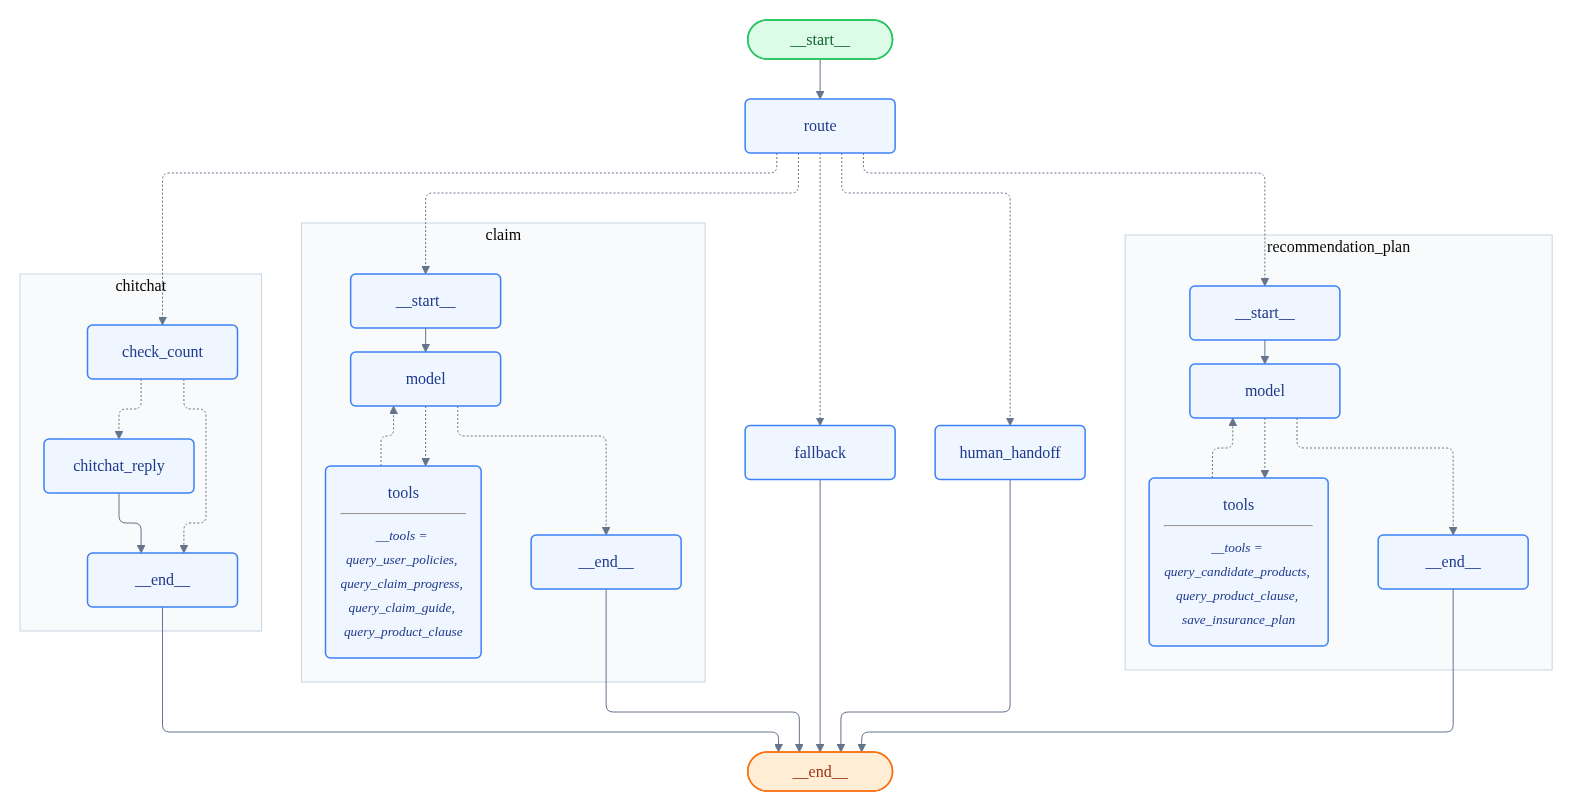 __start__
route
chitchat
check_count
chitchat_reply
__end__
claim
__start__
model
tools
__tools =
query_user_policies,
query_claim_progress,
query_claim_guide,
query_product_clause
__end__
fallback
human_handoff
recommendation_plan
__start__
model
tools
__tools =
query_candidate_products,
query_product_clause,
save_insurance_plan
__end__
__end__